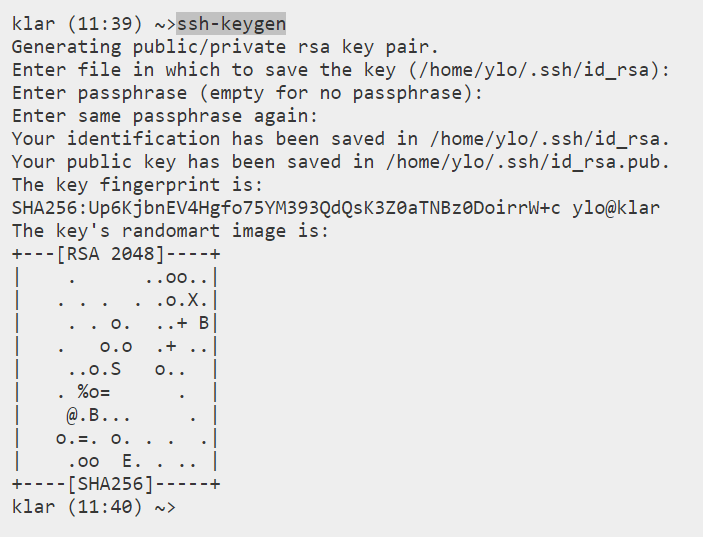 klar (11:39) ~>ssh-keygen
Generating public/private rsa key pair.
Enter file in which to save the key (/home/ylo/.ssh/id_rsa):
Enter passphrase (empty for no passphrase):
Enter same passphrase again:
Your identification has been saved in /home/ylo/.ssh/id_rsa.
Your public key has been saved in /home/ylo/.ssh/id_rsa.pub.
The key fingerprint is:
SHA256:Up6KjbnEV4Hgfo75YM393QdQsK3Z0aTNBz0DoirrW+c ylo@klar
The key's randomart image is:
+---[RSA 2048]----+
|    .      ..oo..|
|   . . .  . .o.X.|
|    . . o.  ..+ B|
|   .   o.o  .+ ..|
|    ..o.S   o..  |
|   . %o=      .  |
|    @.B...     . |
|   o.=. o. . .  .|
|    .oo  E. . .. |
+----[SHA256]-----+
klar (11:40) ~>